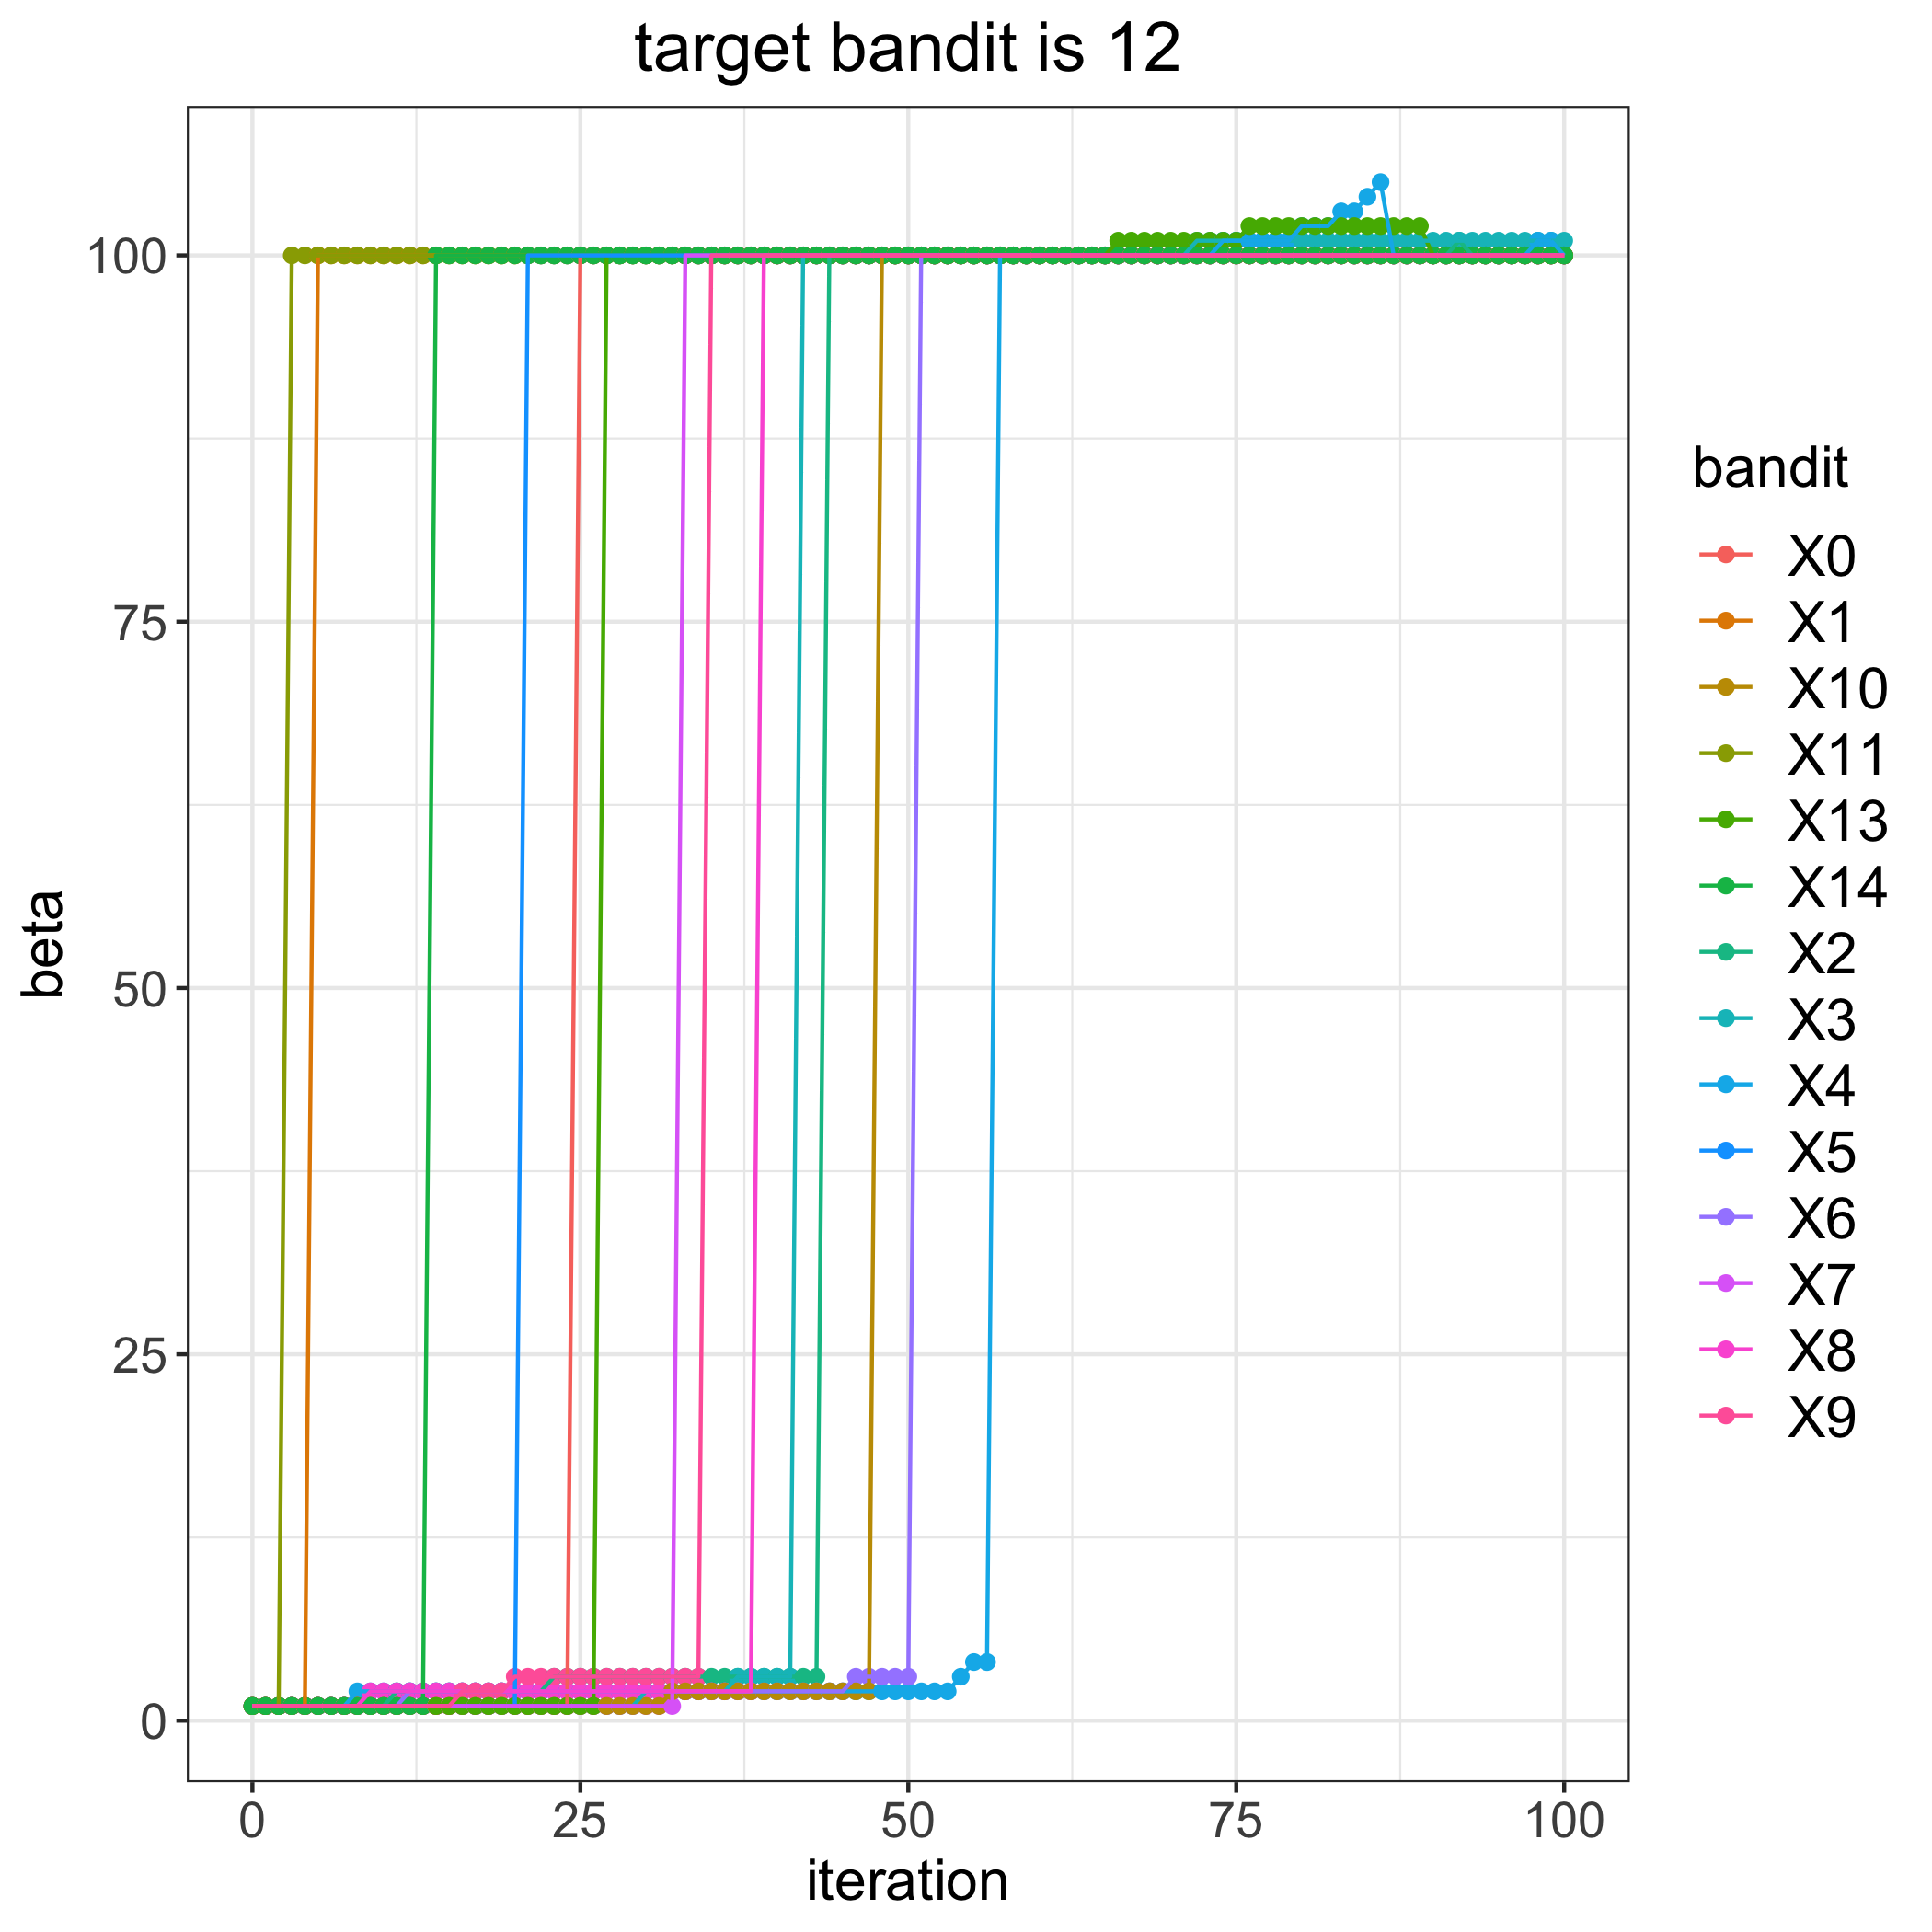 target bandit is 12
100
75
50
25
0
beta
0 25 50 75 100
iteration
bandit
X0
X1
X10
X11
X13
X14
X2
X3
X4
X5
X6
X7
X8
X9